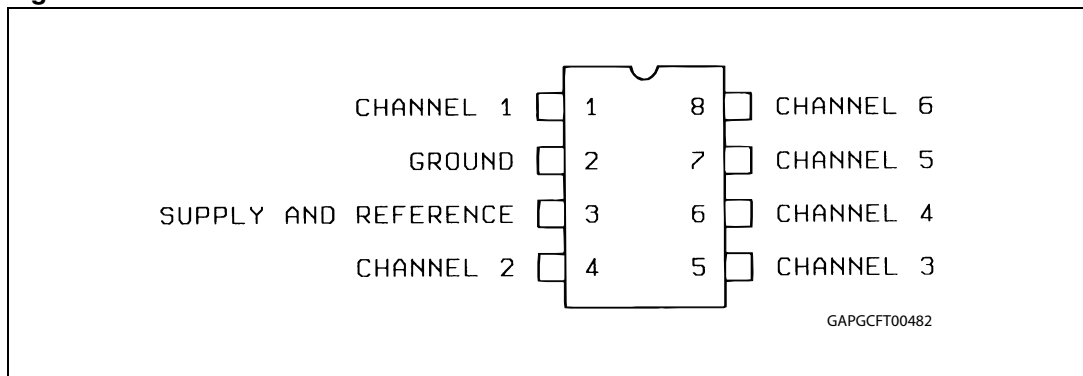 CHANNEL 1 1 8 CHANNEL 6
GROUND 2 7 CHANNEL 5
SUPPLY AND REFERENCE 3 6 CHANNEL 4
CHANNEL 2 4 5 CHANNEL 3
GAPGCFT00482